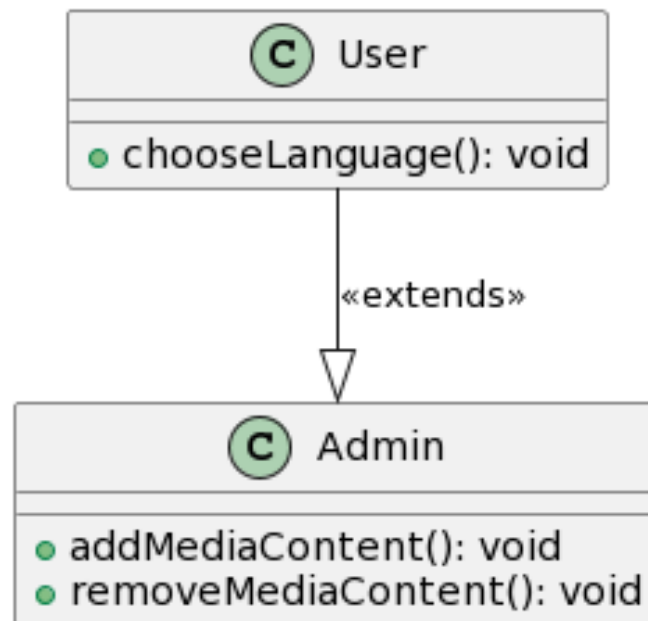 C User
chooseLanguage(): void
«extends»
C Admin
addMediaContent(): void
removeMediaContent(): void